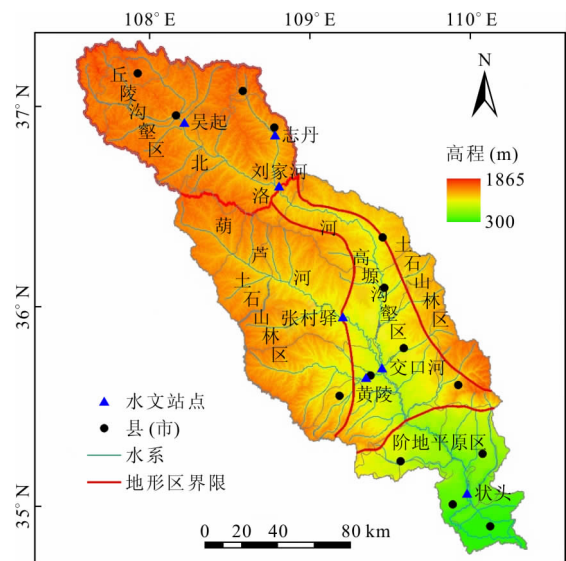 108° E
109° E
110° E
37° N
36° N
35° N
N
高程 (m)
1865
300
丘陵沟壑区
吴起
志丹
北
洛
河
刘家河
葫
芦
河
土石山林区
高塬沟壑区
土石山林区
张村驿
交口河
黄陵
阶地平原区
状头
水文站点
县 (市)
水系
地形区界限
0 20 40 80 km